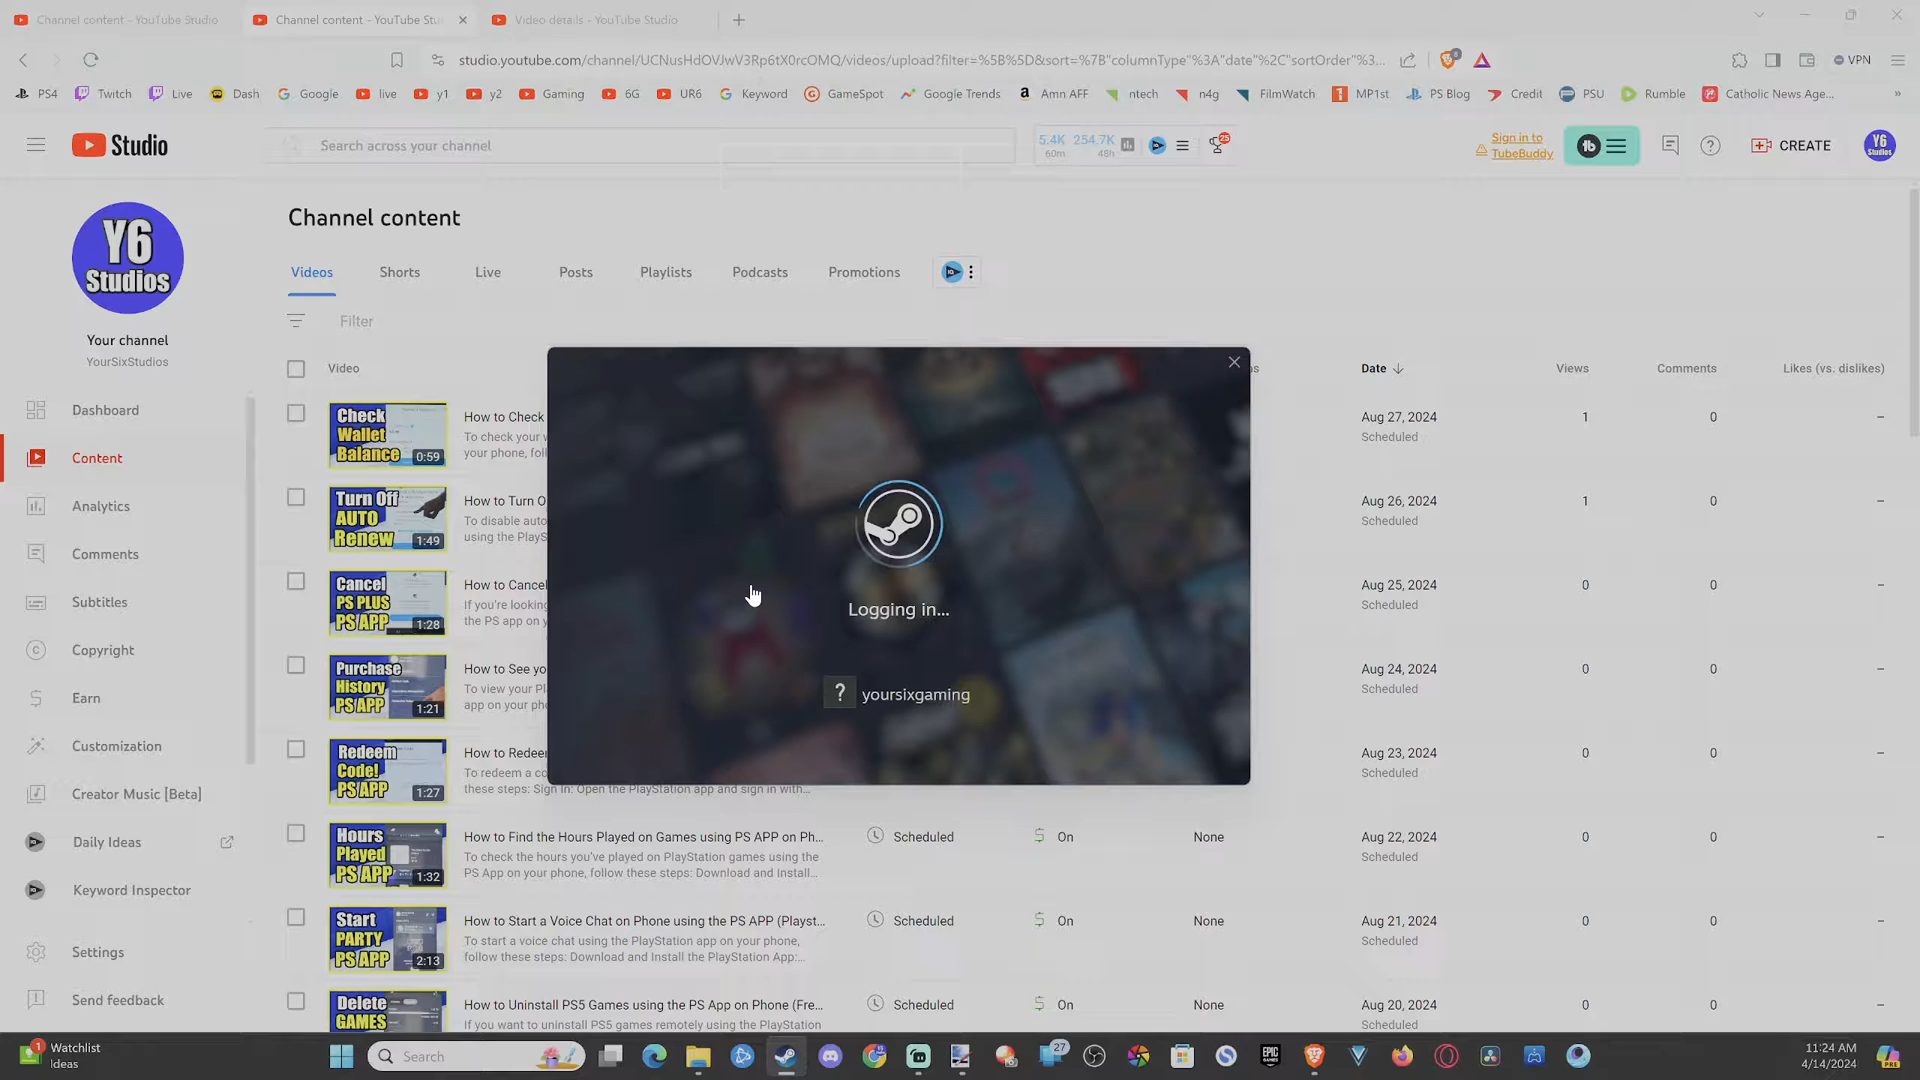 Channel content - YouTube Studio
Channel content - YouTube Stu
Video details - YouTube Studio
studio.youtube.com/channel/UCNusHdOVJwV3Rp6tX0rcOMQ/videos/upload?filter=%5B%5D&sort=%7B"columnType"%3A"date"%2C"sortOrder"%3...
VPN
PS4
Twitch
Live
Dash
Google
live
y1
y2
Gaming
6G
UR6
Keyword
GameSpot
Google Trends
Amn AFF
ntech
n4g
FilmWatch
MP1st
PS Blog
Credit
PSU
Rumble
Catholic News Age...
Studio
Search across your channel
5.4K 254.7K
60m 48h
25
Sign in to
TubeBuddy
CREATE
Y6
Studios
Y6
Studios
Your channel
YourSixStudios
Dashboard
Content
Analytics
Comments
Subtitles
Copyright
Earn
Customization
Creator Music [Beta]
Daily Ideas
Keyword Inspector
Settings
Send feedback
Channel content
Videos
Shorts
Live
Posts
Playlists
Podcasts
Promotions
Filter
Video
Date
Views
Comments
Likes (vs. dislikes)
Check
Wallet
Balance
0:59
How to Check
To check your w
your phone, foll
Aug 27, 2024
Scheduled
1
0
–
Turn Off
AUTO
Renew
1:49
How to Turn O
To disable auto
using the PlayS
Aug 26, 2024
Scheduled
1
0
–
Cancel
PS PLUS
PS APP
1:28
How to Cancel
If you're looking
the PS app on y
Aug 25, 2024
Scheduled
0
0
–
Purchase
History
PS APP
1:21
How to See yo
To view your Pl
app on your pho
Aug 24, 2024
Scheduled
0
0
–
Redeem
Code!
PS APP
1:27
How to Redeem
To redeem a co
these steps: Sign In: Open the PlayStation app and sign in with...
Aug 23, 2024
Scheduled
0
0
–
Logging in...
? yoursixgaming
Hours
Played
PS APP
1:32
How to Find the Hours Played on Games using PS APP on Ph...
To check the hours you've played on PlayStation games using the
PS App on your phone, follow these steps: Download and Install...
Scheduled
On
None
Aug 22, 2024
Scheduled
0
0
–
Start
PARTY
PS APP
2:13
How to Start a Voice Chat on Phone using the PS APP (Playst...
To start a voice chat using the PlayStation app on your phone,
follow these steps: Download and Install the PlayStation App:...
Scheduled
On
None
Aug 21, 2024
Scheduled
0
0
–
Delete
GAMES
How to Uninstall PS5 Games using the PS App on Phone (Fre...
If you want to uninstall PS5 games remotely using the PlayStation
Scheduled
On
None
Aug 20, 2024
Scheduled
0
0
–
1
Watchlist
Ideas
Search
27
EPIC
11:24 AM
4/14/2024